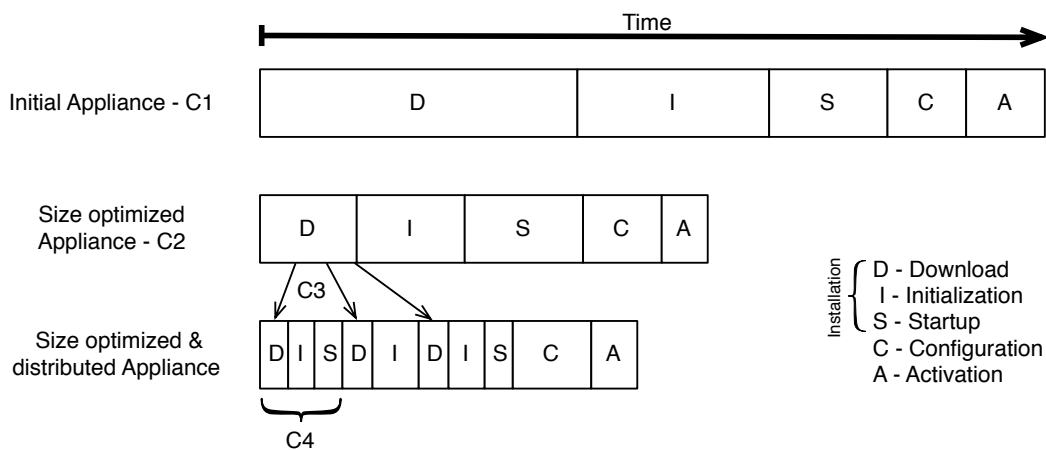 Time
Initial Appliance - C1
D I S C A
Size optimized
Appliance - C2
D I S C A
C3
Size optimized &
distributed Appliance
D I S D I D I S C A
C4
Installation
D - Download
I - Initialization
S - Startup
C - Configuration
A - Activation